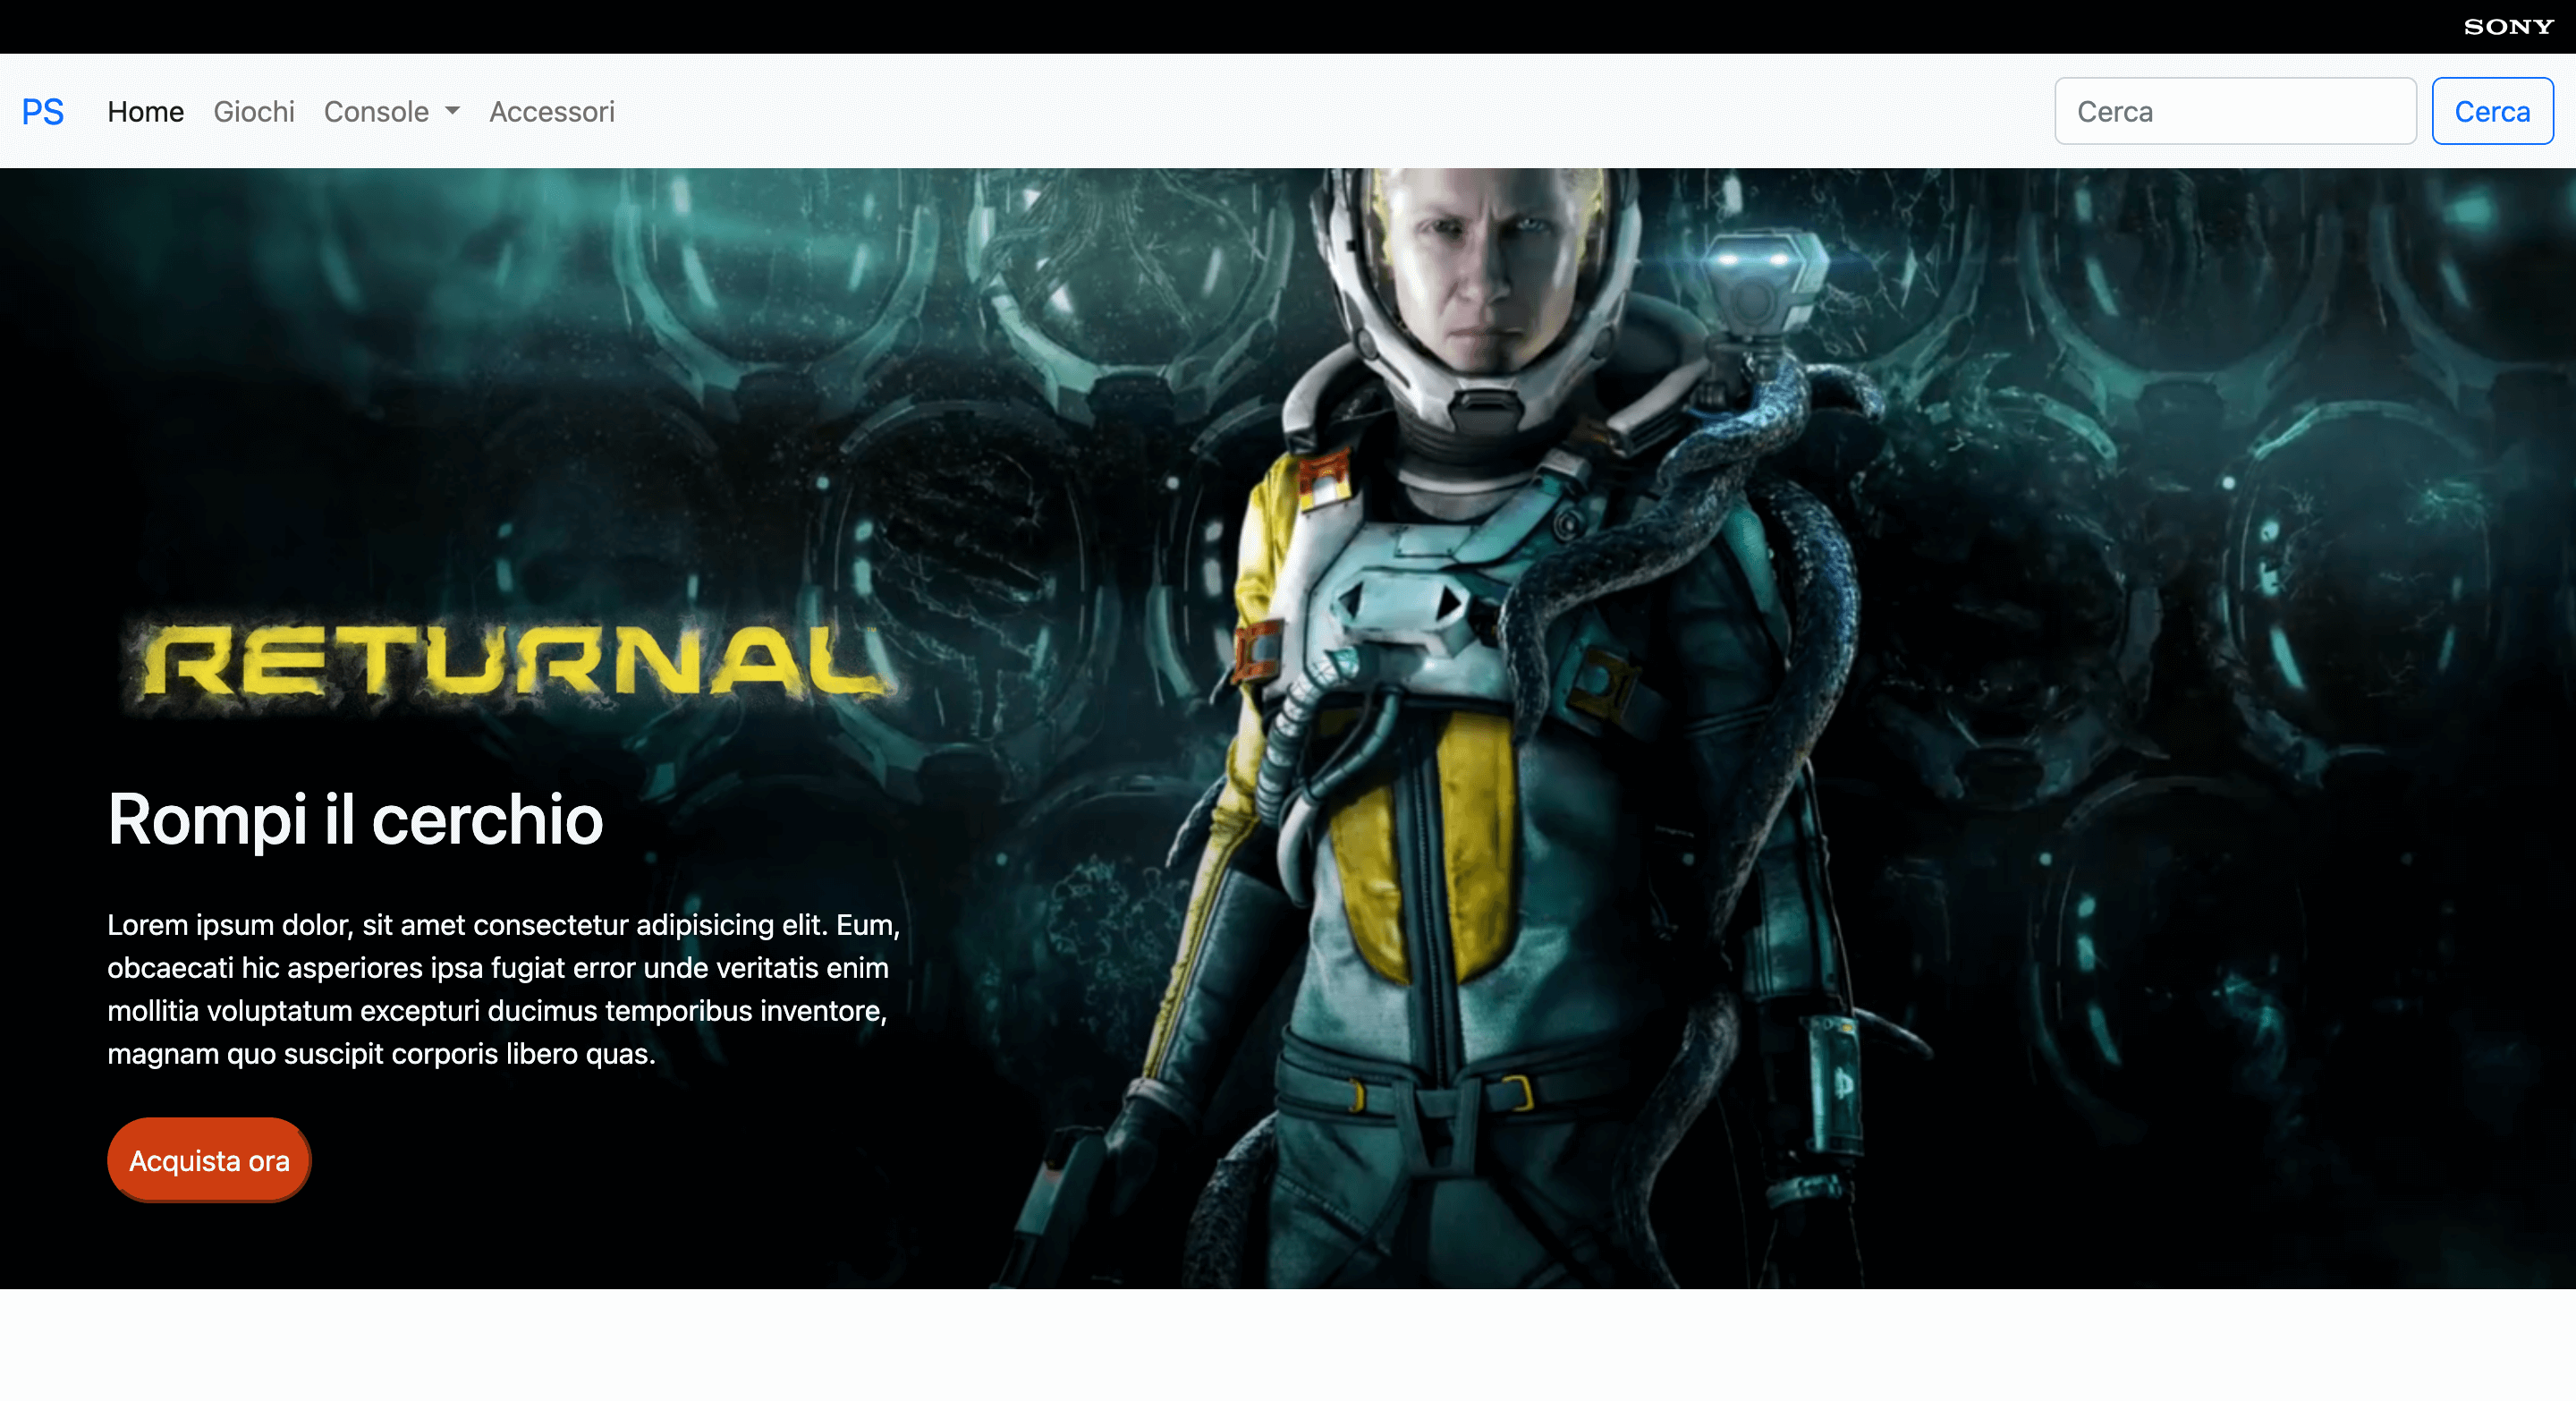 SONY
PS Home Giochi Console Accessori Cerca Cerca
RETURNAL™
Rompi il cerchio
Lorem ipsum dolor, sit amet consectetur adipisicing elit. Eum,
obcaecati hic asperiores ipsa fugiat error unde veritatis enim
mollitia voluptatum excepturi ducimus temporibus inventore,
magnam quo suscipit corporis libero quas.
Acquista ora